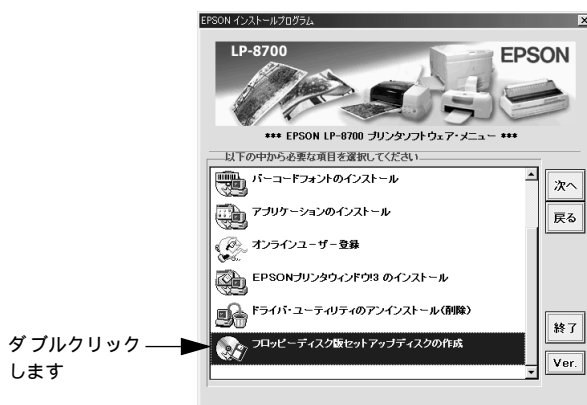 EPSON インストールプログラム
LP-8700
EPSON
*** EPSON LP-8700 プリンタソフトウェア・メニュー ***
以下の中から必要な項目を選択してください
バーコードフォントのインストール
アプリケーションのインストール
オンラインユーザー登録
EPSONプリンタウィンドウ!3 のインストール
ドライバ・ユーティリティのアンインストール(削除)
フロッピーディスク版セットアップディスクの作成
次へ
戻る
終了
Ver.
ダブルクリック
します